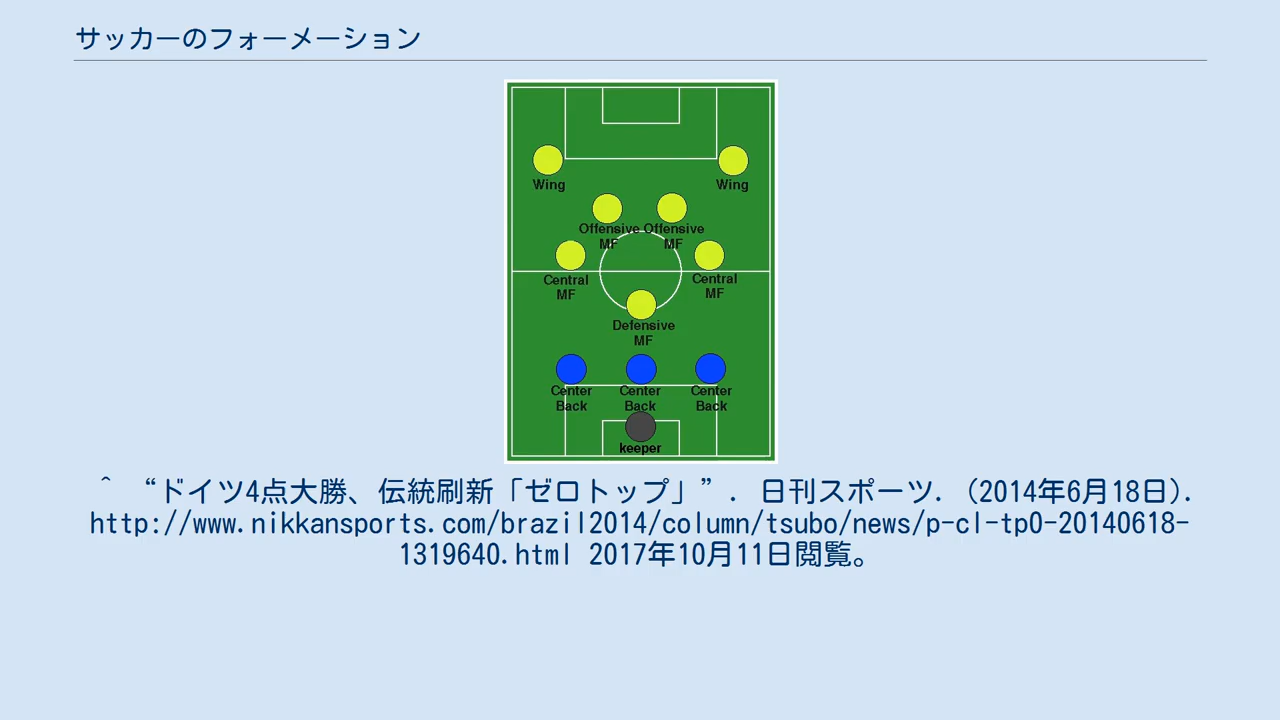 サッカーのフォーメーション
Wing Wing
Offensive MF Offensive MF
Central MF Central MF
Defensive MF
Center Back Center Back Center Back
keeper
^ “ドイツ4点大勝、伝統刷新「ゼロトップ」”. 日刊スポーツ. (2014年6月18日).
http://www.nikkansports.com/brazil2014/column/tsubo/news/p-cl-tp0-20140618-
1319640.html 2017年10月11日閲覧。